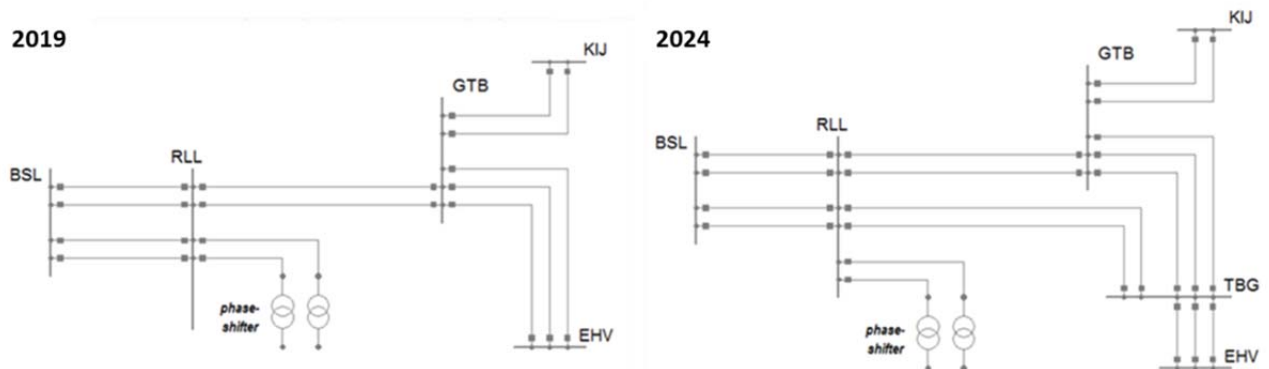 2019
KIJ
GTB
RLL
BSL
phase-
shifter
EHV
2024
KIJ
GTB
RLL
BSL
TBG
phase-
shifter
EHV